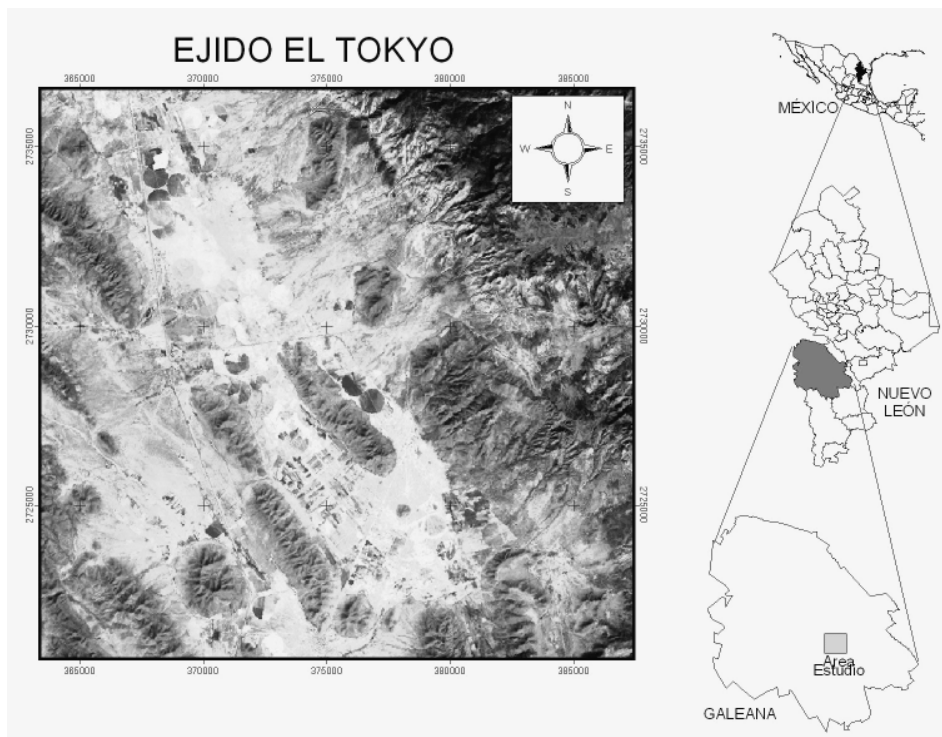 EJIDO EL TOKYO
365000 370000 375000 380000 385000
N
W E
S
2735000 2735000
2730000 2730000
2725000 2725000
365000 370000 375000 380000 385000
MÉXICO
NUEVO
LEÓN
Área
Estudio
GALEANA